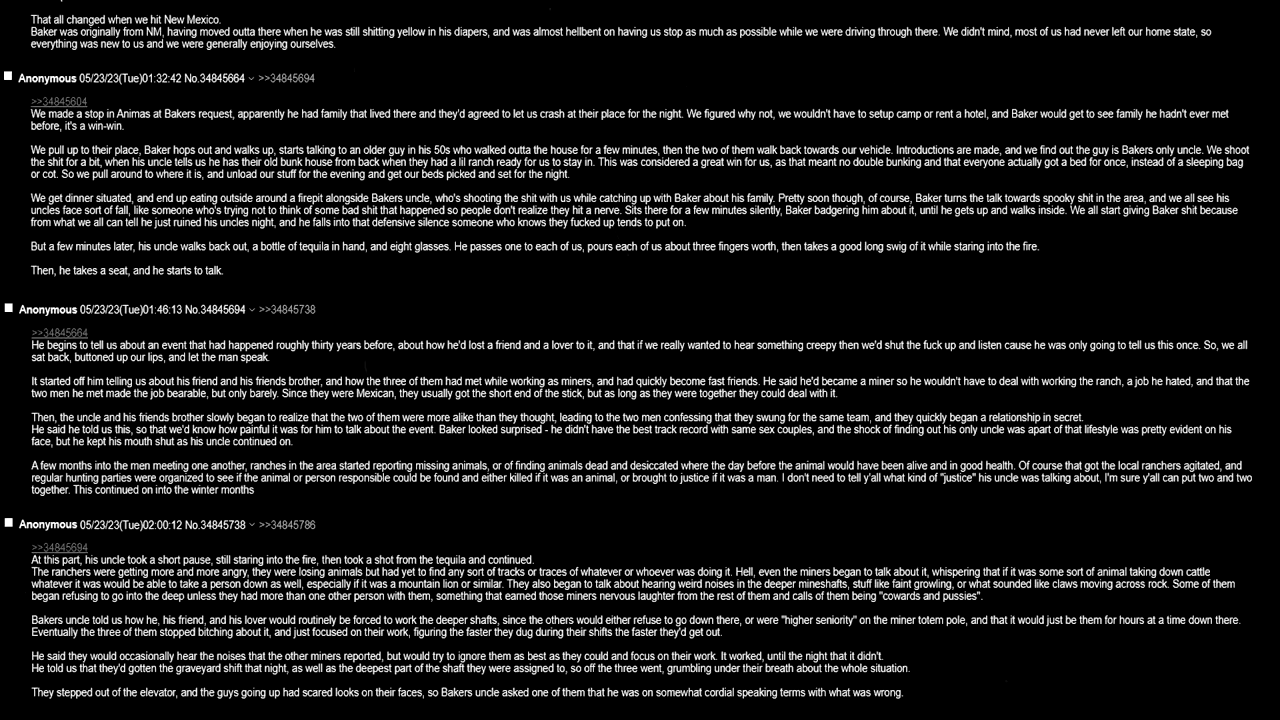 That all changed when we hit New Mexico.
Baker was originally from NM, having moved outta there when he was still shitting yellow in his diapers, and was almost hellbent on having us stop as much as possible while we were driving through there. We didn't mind, most of us had never left our home state, so
everything was new to us and we were generally enjoying ourselves.
Anonymous 05/23/23(Tue)01:32:42 No.34845664 >>34845694
>>34845604
We made a stop in Animas at Bakers request, apparently he had family that lived there and they'd agreed to let us crash at their place for the night. We figured why not, we wouldn't have to setup camp or rent a hotel, and Baker would get to see family he hadn't ever met
before, it's a win-win.
We pull up to their place, Baker hops out and walks up, starts talking to an older guy in his 50s who walked outta the house for a few minutes, then the two of them walk back towards our vehicle. Introductions are made, and we find out the guy is Bakers only uncle. We shoot
the shit for a bit, when his uncle tells us he has their old bunk house from back when they had a lil ranch ready for us to stay in. This was considered a great win for us, as that meant no double bunking and that everyone actually got a bed for once, instead of a sleeping bag
or cot. So we pull around to where it is, and unload our stuff for the evening and get our beds picked and set for the night.
We get dinner situated, and end up eating outside around a firepit alongside Bakers uncle, who's shooting the shit with us while catching up with Baker about his family. Pretty soon though, of course, Baker turns the talk towards spooky shit in the area, and we all see his
uncles face sort of fall, like someone who's trying not to think of some bad shit that happened so people don't realize they hit a nerve. Sits there for a few minutes silently, Baker badgering him about it, until he gets up and walks inside. We all start giving Baker shit because
from what we all can tell he just ruined his uncles night, and he falls into that defensive silence someone who knows they fucked up tends to put on.
But a few minutes later, his uncle walks back out, a bottle of tequila in hand, and eight glasses. He passes one to each of us, pours each of us about three fingers worth, then takes a good long swig of it while staring into the fire.
Then, he takes a seat, and he starts to talk.
Anonymous 05/23/23(Tue)01:46:13 No.34845694 >>34845738
>>34845664
He begins to tell us about an event that had happened roughly thirty years before, about how he'd lost a friend and a lover to it, and that if we really wanted to hear something creepy then we'd shut the fuck up and listen cause he was only going to tell us this once. So, we all
sat back, buttoned up our lips, and let the man speak.
It started off him telling us about his friend and his friends brother, and how the three of them had met while working as miners, and had quickly become fast friends. He said he'd became a miner so he wouldn't have to deal with working the ranch, a job he hated, and that the
two men he met made the job bearable, but only barely. Since they were Mexican, they usually got the short end of the stick, but as long as they were together they could deal with it.
Then, the uncle and his friends brother slowly began to realize that the two of them were more alike than they thought, leading to the two men confessing that they swung for the same team, and they quickly began a relationship in secret.
He said he told us this, so that we'd know how painful it was for him to talk about the event. Baker looked surprised - he didn't have the best track record with same sex couples, and the shock of finding out his only uncle was apart of that lifestyle was pretty evident on his
face, but he kept his mouth shut as his uncle continued on.
A few months into the men meeting one another, ranches in the area started reporting missing animals, or of finding animals dead and desiccated where the day before the animal would have been alive and in good health. Of course that got the local ranchers agitated, and
regular hunting parties were organized to see if the animal or person responsible could be found and either killed if it was an animal, or brought to justice if it was a man. I don't need to tell y'all what kind of "justice" his uncle was talking about, I'm sure y'all can put two and two
together. This continued on into the winter months
Anonymous 05/23/23(Tue)02:00:12 No.34845738 >>34845786
>>34845694
At this part, his uncle took a short pause, still staring into the fire, then took a shot from the tequila and continued.
The ranchers were getting more and more angry, they were losing animals but had yet to find any sort of tracks or traces of whatever or whoever was doing it. Hell, even the miners began to talk about it, whispering that if it was some sort of animal taking down cattle
whatever it was would be able to take a person down as well, especially if it was a mountain lion or similar. They also began to talk about hearing weird noises in the deeper mineshafts, stuff like faint growling, or what sounded like claws moving across rock. Some of them
began refusing to go into the deep unless they had more than one other person with them, something that earned those miners nervous laughter from the rest of them and calls of them being "cowards and pussies".
Bakers uncle told us how he, his friend, and his lover would routinely be forced to work the deeper shafts, since the others would either refuse to go down there, or were "higher seniority" on the miner totem pole, and that it would just be them for hours at a time down there.
Eventually the three of them stopped bitching about it, and just focused on their work, figuring the faster they dug during their shifts the faster they'd get out.
He said they would occasionally hear the noises that the other miners reported, but would try to ignore them as best as they could and focus on their work. It worked, until the night that it didn't.
He told us that they'd gotten the graveyard shift that night, as well as the deepest part of the shaft they were assigned to, so off the three went, grumbling under their breath about the whole situation.
They stepped out of the elevator, and the guys going up had scared looks on their faces, so Bakers uncle asked one of them that he was on somewhat cordial speaking terms with what was wrong.